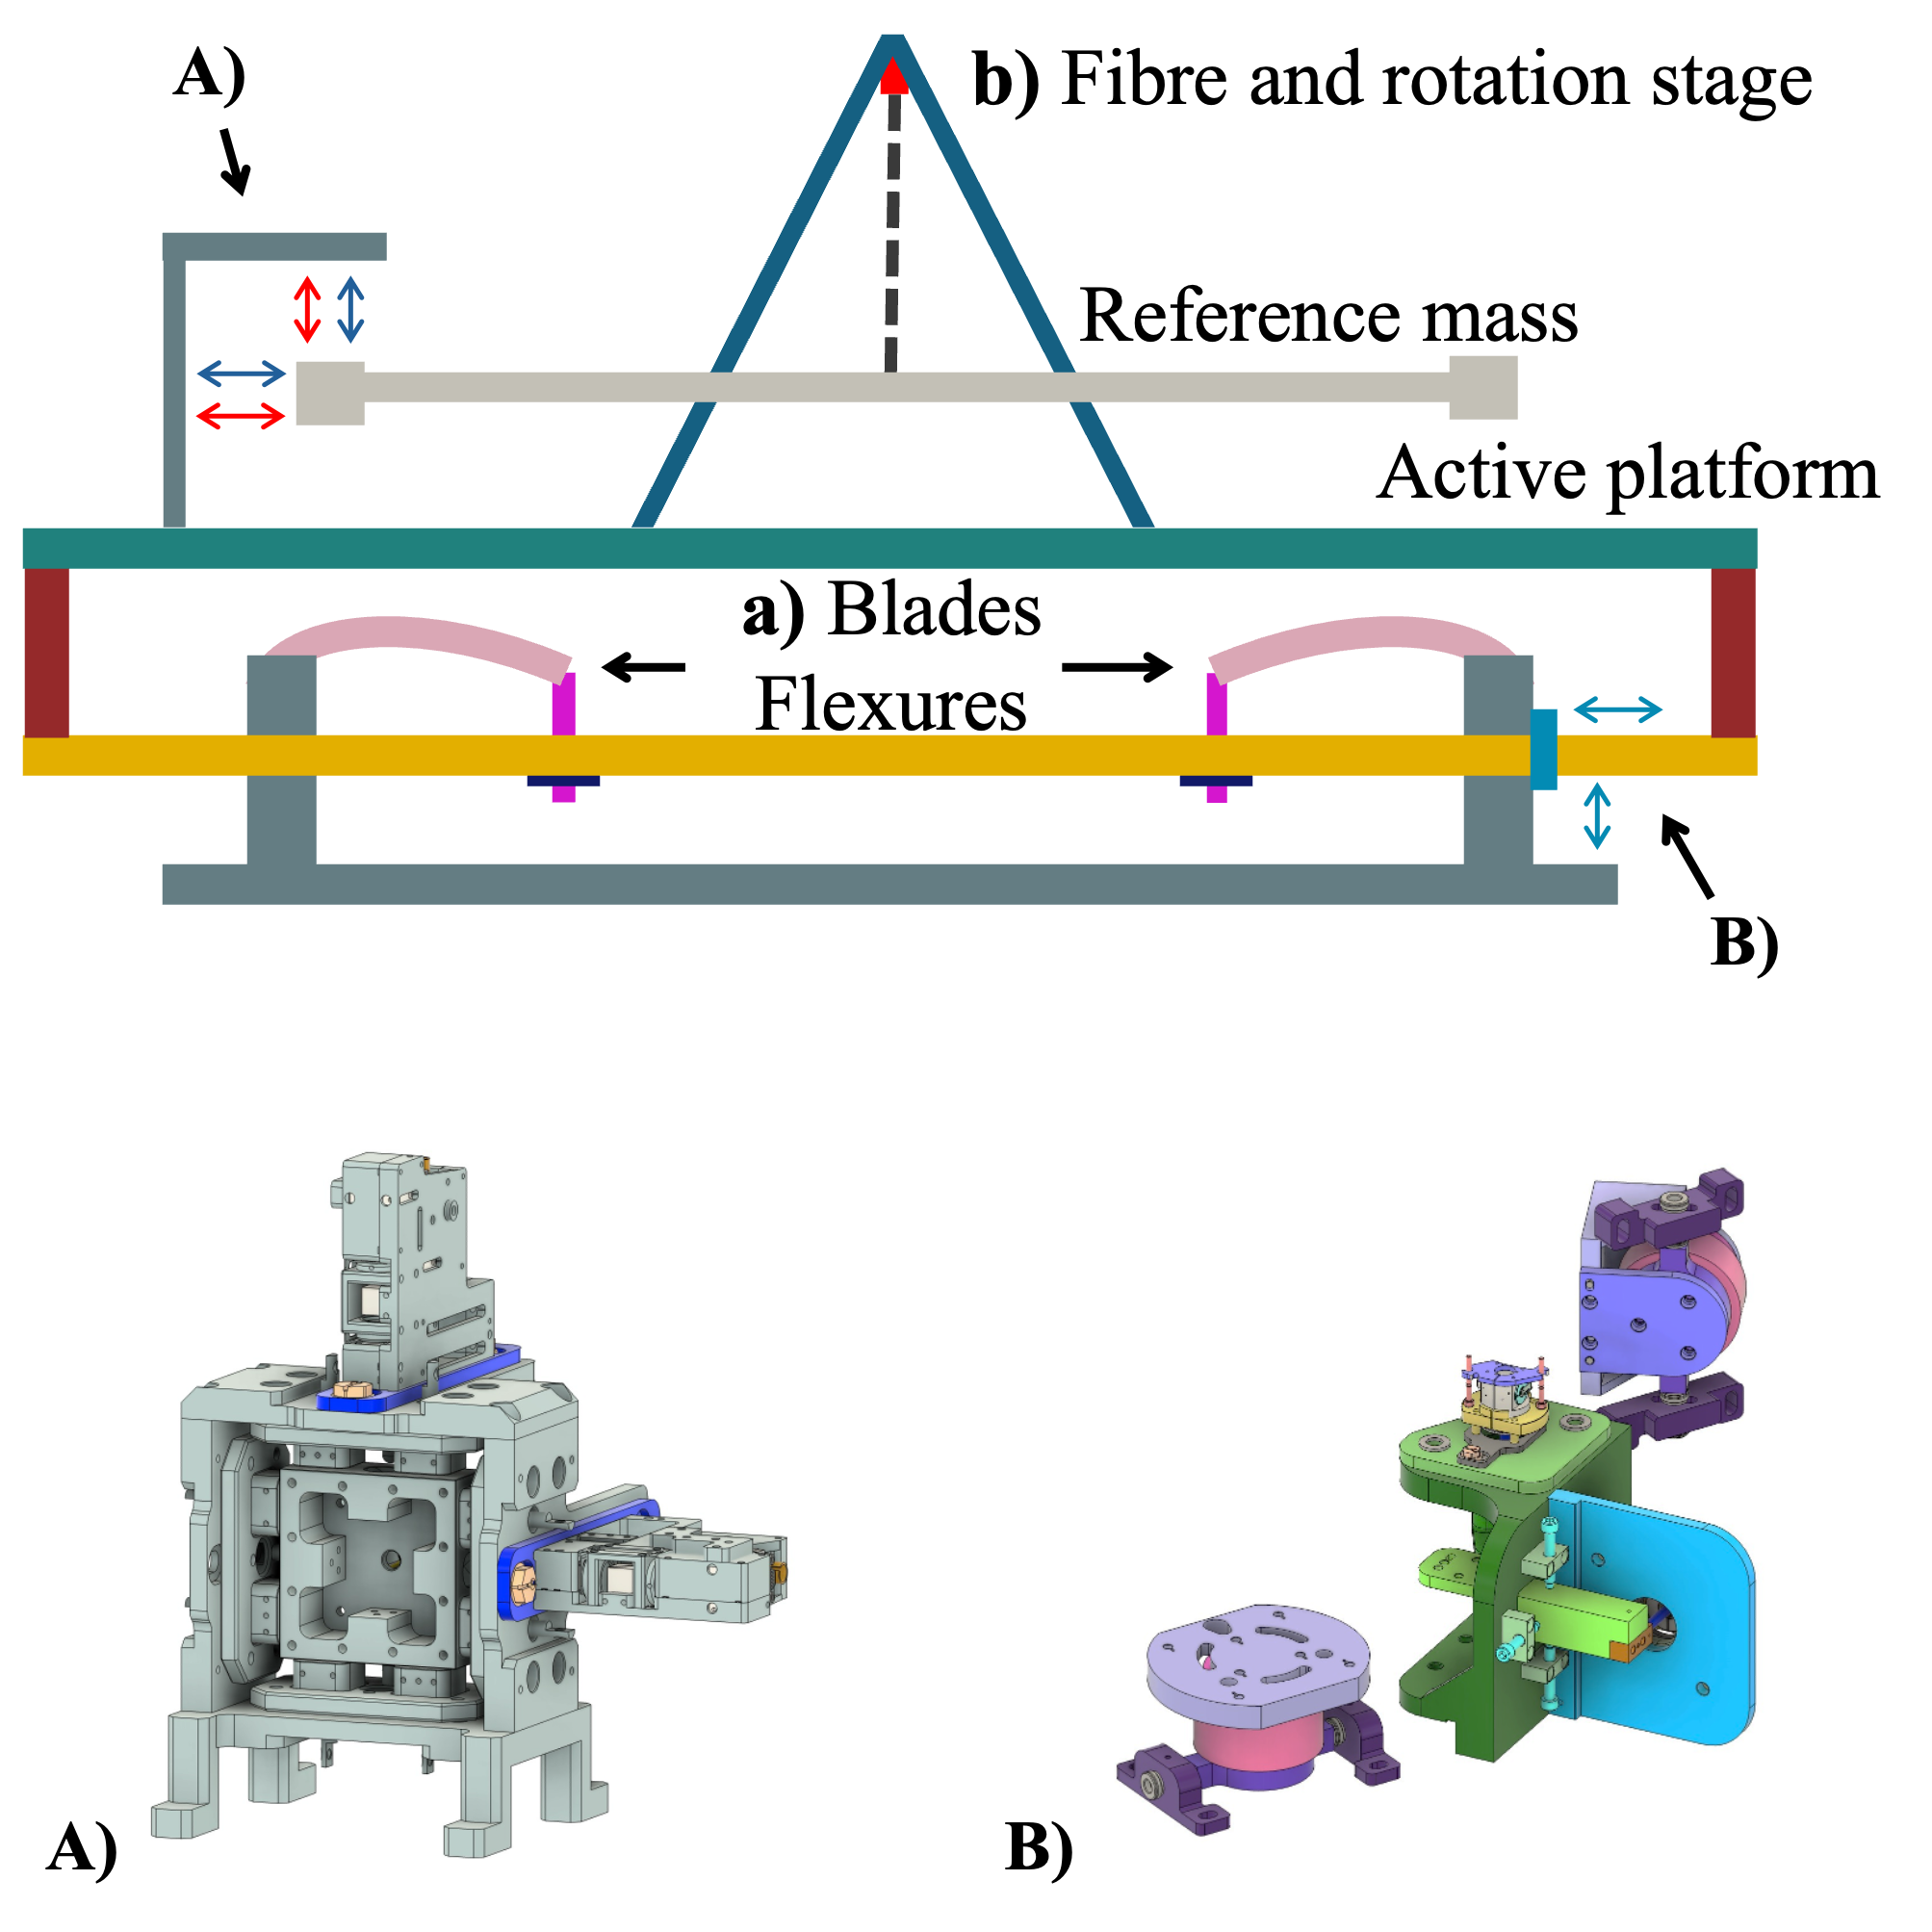 A)
b) Fibre and rotation stage
Reference mass
Active platform
a) Blades
Flexures
B)
A)
B)